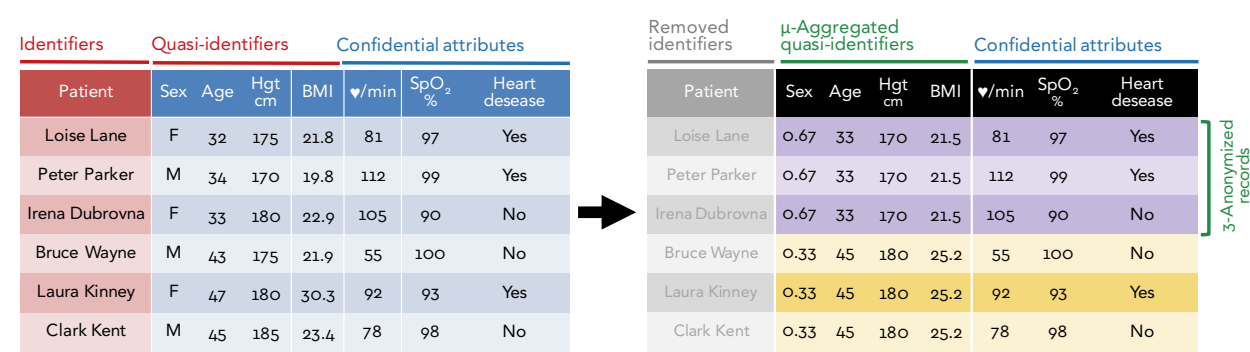 Identifiers Quasi-identifiers Confidential attributes
Patient Sex Age Hgt cm BMI ♥/min SpO₂ % Heart desease
Loise Lane F 32 175 21.8 81 97 Yes
Peter Parker M 34 170 19.8 112 99 Yes
Irena Dubrovna F 33 180 22.9 105 90 No
Bruce Wayne M 43 175 21.9 55 100 No
Laura Kinney F 47 180 30.3 92 93 Yes
Clark Kent M 45 185 23.4 78 98 No
Removed identifiers µ-Aggregated quasi-identifiers Confidential attributes
Patient Sex Age Hgt cm BMI ♥/min SpO₂ % Heart desease
Loise Lane 0.67 33 170 21.5 81 97 Yes
Peter Parker 0.67 33 170 21.5 112 99 Yes
Irena Dubrovna 0.67 33 170 21.5 105 90 No
Bruce Wayne 0.33 45 180 25.2 55 100 No
Laura Kinney 0.33 45 180 25.2 92 93 Yes
Clark Kent 0.33 45 180 25.2 78 98 No
3-Anonymized
records